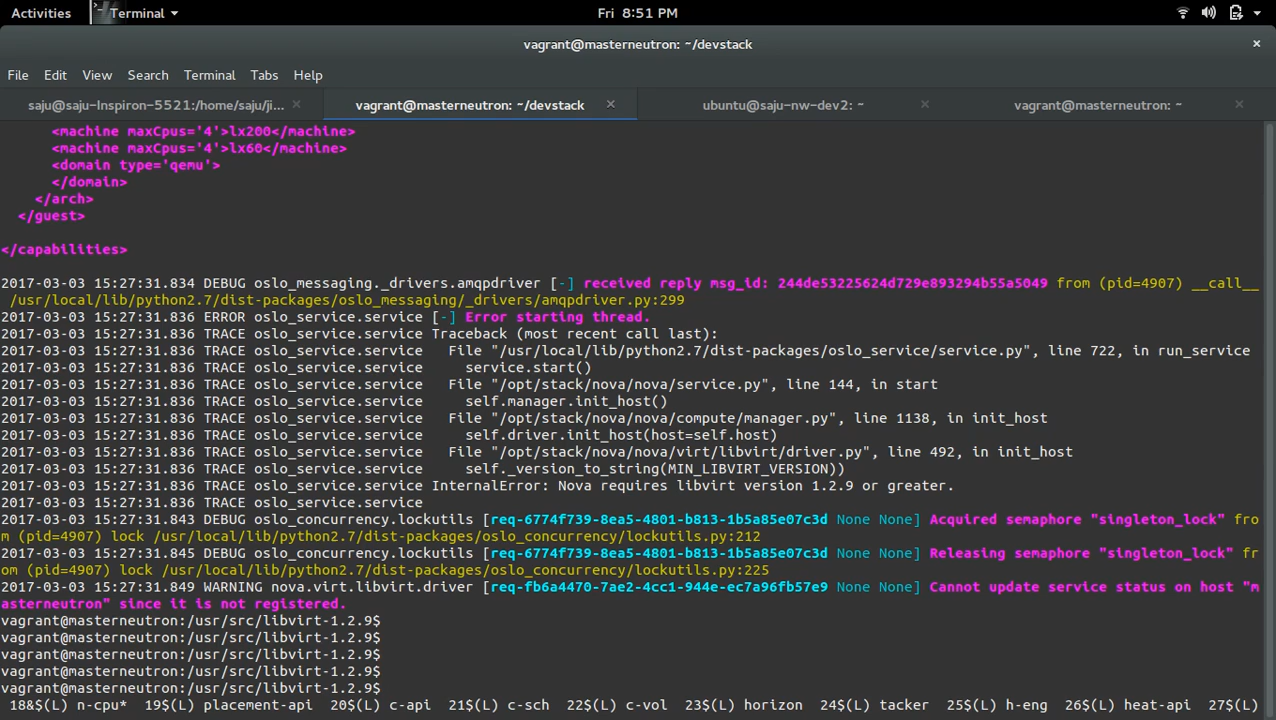 Activities Terminal Fri 8:51 PM
vagrant@masterneutron: ~/devstack
File Edit View Search Terminal Tabs Help
saju@saju-Inspiron-5521:/home/saju/ji... vagrant@masterneutron: ~/devstack ubuntu@saju-nw-dev2: ~ vagrant@masterneutron: ~
<machine maxCpus='4'>lx200</machine>
<machine maxCpus='4'>lx60</machine>
<domain type='qemu'>
</domain>
</arch>
</guest>
</capabilities>
2017-03-03 15:27:31.834 DEBUG oslo_messaging._drivers.amqpdriver [-] received reply msg_id: 244de53225624d729e893294b55a5049 from (pid=4907) __call__
/usr/local/lib/python2.7/dist-packages/oslo_messaging/_drivers/amqpdriver.py:299
2017-03-03 15:27:31.836 ERROR oslo_service.service [-] Error starting thread.
2017-03-03 15:27:31.836 TRACE oslo_service.service Traceback (most recent call last):
2017-03-03 15:27:31.836 TRACE oslo_service.service   File "/usr/local/lib/python2.7/dist-packages/oslo_service/service.py", line 722, in run_service
2017-03-03 15:27:31.836 TRACE oslo_service.service     service.start()
2017-03-03 15:27:31.836 TRACE oslo_service.service   File "/opt/stack/nova/nova/service.py", line 144, in start
2017-03-03 15:27:31.836 TRACE oslo_service.service     self.manager.init_host()
2017-03-03 15:27:31.836 TRACE oslo_service.service   File "/opt/stack/nova/nova/compute/manager.py", line 1138, in init_host
2017-03-03 15:27:31.836 TRACE oslo_service.service     self.driver.init_host(host=self.host)
2017-03-03 15:27:31.836 TRACE oslo_service.service   File "/opt/stack/nova/nova/virt/libvirt/driver.py", line 492, in init_host
2017-03-03 15:27:31.836 TRACE oslo_service.service     self._version_to_string(MIN_LIBVIRT_VERSION))
2017-03-03 15:27:31.836 TRACE oslo_service.service InternalError: Nova requires libvirt version 1.2.9 or greater.
2017-03-03 15:27:31.836 TRACE oslo_service.service
2017-03-03 15:27:31.843 DEBUG oslo_concurrency.lockutils [req-6774f739-8ea5-4801-b813-1b5a85e07c3d None None] Acquired semaphore "singleton_lock" fro
m (pid=4907) lock /usr/local/lib/python2.7/dist-packages/oslo_concurrency/lockutils.py:212
2017-03-03 15:27:31.845 DEBUG oslo_concurrency.lockutils [req-6774f739-8ea5-4801-b813-1b5a85e07c3d None None] Releasing semaphore "singleton_lock" fr
om (pid=4907) lock /usr/local/lib/python2.7/dist-packages/oslo_concurrency/lockutils.py:225
2017-03-03 15:27:31.849 WARNING nova.virt.libvirt.driver [req-fb6a4470-7ae2-4cc1-944e-ec7a96fb57e9 None None] Cannot update service status on host "m
asterneutron" since it is not registered.
vagrant@masterneutron:/usr/src/libvirt-1.2.9$
vagrant@masterneutron:/usr/src/libvirt-1.2.9$
vagrant@masterneutron:/usr/src/libvirt-1.2.9$
vagrant@masterneutron:/usr/src/libvirt-1.2.9$
vagrant@masterneutron:/usr/src/libvirt-1.2.9$
18&$(L) n-cpu*  19$(L) placement-api  20$(L) c-api  21$(L) c-sch  22$(L) c-vol  23$(L) horizon  24$(L) tacker  25$(L) h-eng  26$(L) heat-api  27$(L)